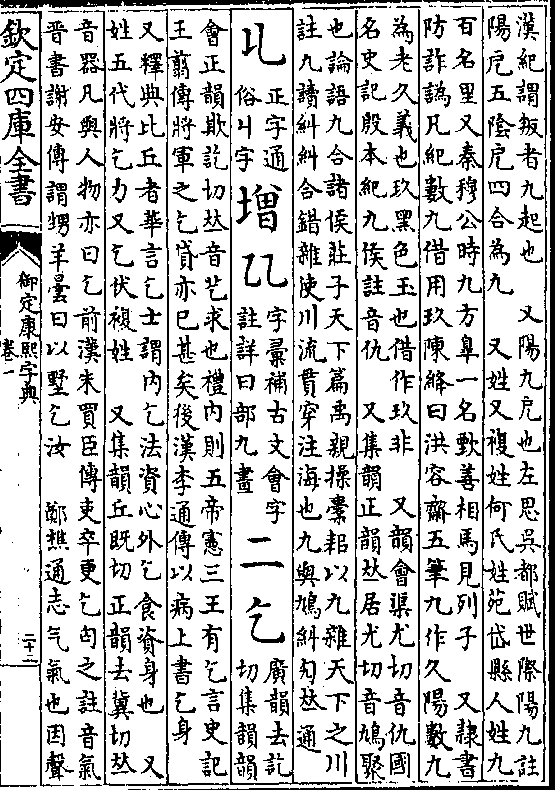 漢紀謂叛者九起也　又陽九戹也左思吳都賦世際陽九註
陽戹五陰戹四合為九　又姓又複姓何氏姓苑岱縣人姓九
百名里又秦穆公時九方臯一名歅善相馬見列子　又隷書
防詐譌凡紀數九借用玖陳絳曰洪容齋五筆九作久陽數九
為老久義也玖黑色玉也借作玖非　又韻會渠尤切音仇國
名史記殷本紀九侯註音仇　又集韻正韻𠀤居尤切音鳩聚
也論語九合諸侯莊子天下篇禹親操橐耜以九雜天下之川
註九讀糾糾合錯雜使川流貫穿注海也九與鳩糾勼𠀤通
正字通
俗丩字
增
字彚補古文會字
註詳曰部九畫
二乞
廣韻去訖
切集韻韻
會正韻欺訖切𠀤音乞求也禮內則五帝憲三王有乞言史記
王翦傳將軍之乞貸亦已甚矣後漢李通傳以病上書乞身
又釋典比丘者華言乞士謂內乞法資心外乞食資身也　又
姓五代將乞力又乞伏複姓　又集韻丘既切正韻去冀切𠀤
音器凡與人物亦曰乞前漢朱買臣傳吏卒更乞匄之註音氣
晉書謝安傳謂甥羊曇曰以墅乞汝　鄭樵通志气氣也因聲
欽定四庫全書
御定康熙字典
卷一
二十二